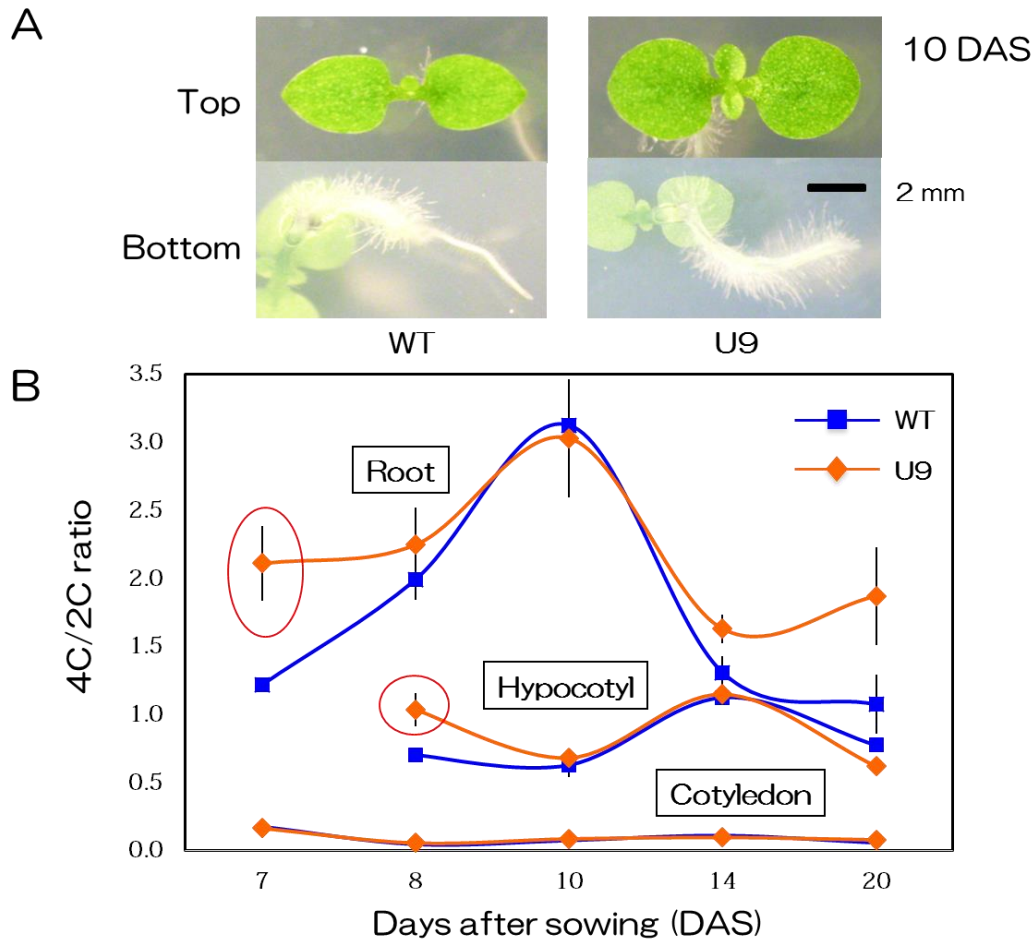 A
10 DAS
Top
2 mm
Bottom
WT
U9
B
3.5
3.0
2.5
2.0
1.5
1.0
0.5
0.0
4C/2C ratio
WT
U9
Root
Hypocotyl
Cotyledon
7 8 10 14 20
Days after sowing (DAS)